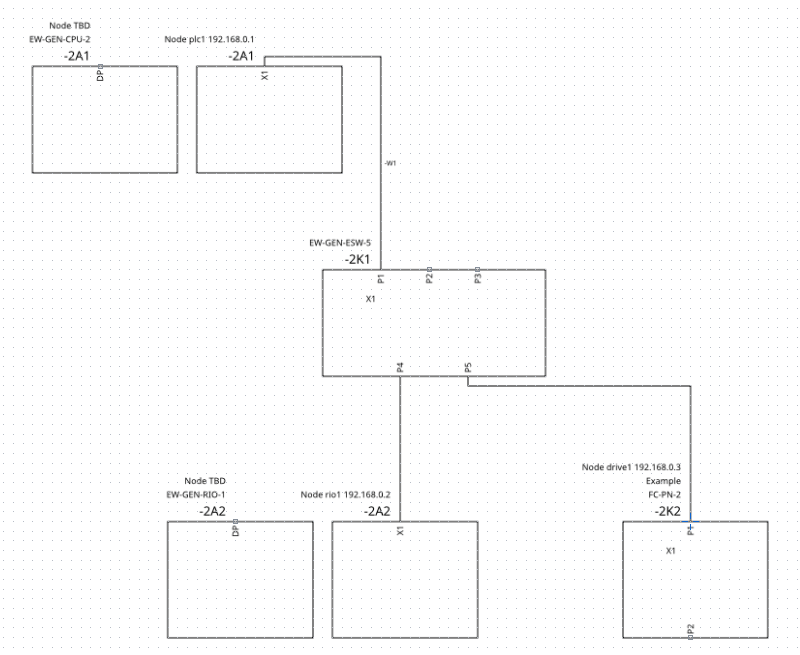 Node TBD
EW-GEN-CPU-2
-2A1
DP
Node plc1 192.168.0.1
-2A1
X1
-W1
EW-GEN-ESW-5
-2K1
P1
P2
P3
X1
P4
P5
Node TBD
EW-GEN-RIO-1
-2A2
DP
Node rio1 192.168.0.2
-2A2
X1
Node drive1 192.168.0.3
Example
FC-PN-2
-2K2
P1
X1
P2